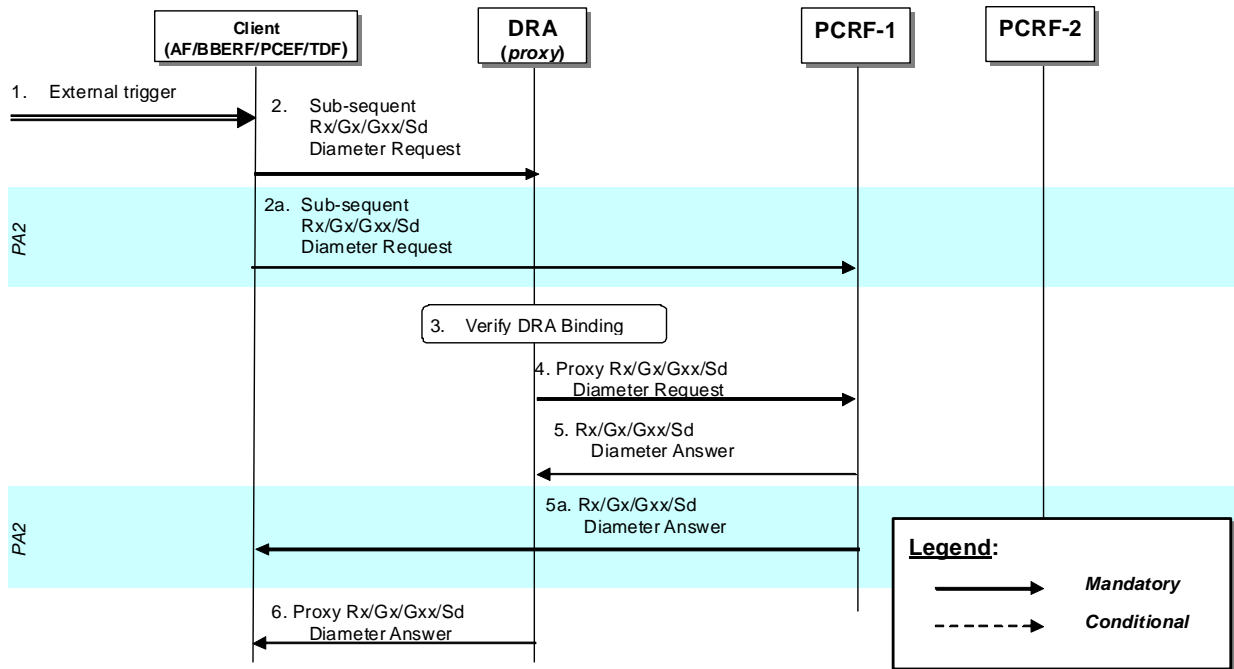 Client
(AF/BBERF/PCEF/TDF)
DRA
(proxy)
PCRF-1
PCRF-2
1. External trigger
2. Sub-sequent
Rx/Gx/Gxx/Sd
Diameter Request
PA2
2a. Sub-sequent
Rx/Gx/Gxx/Sd
Diameter Request
3. Verify DRA Binding
4. Proxy Rx/Gx/Gxx/Sd
Diameter Request
5. Rx/Gx/Gxx/Sd
Diameter Answer
PA2
5a. Rx/Gx/Gxx/Sd
Diameter Answer
6. Proxy Rx/Gx/Gxx/Sd
Diameter Answer
Legend:
Mandatory
Conditional